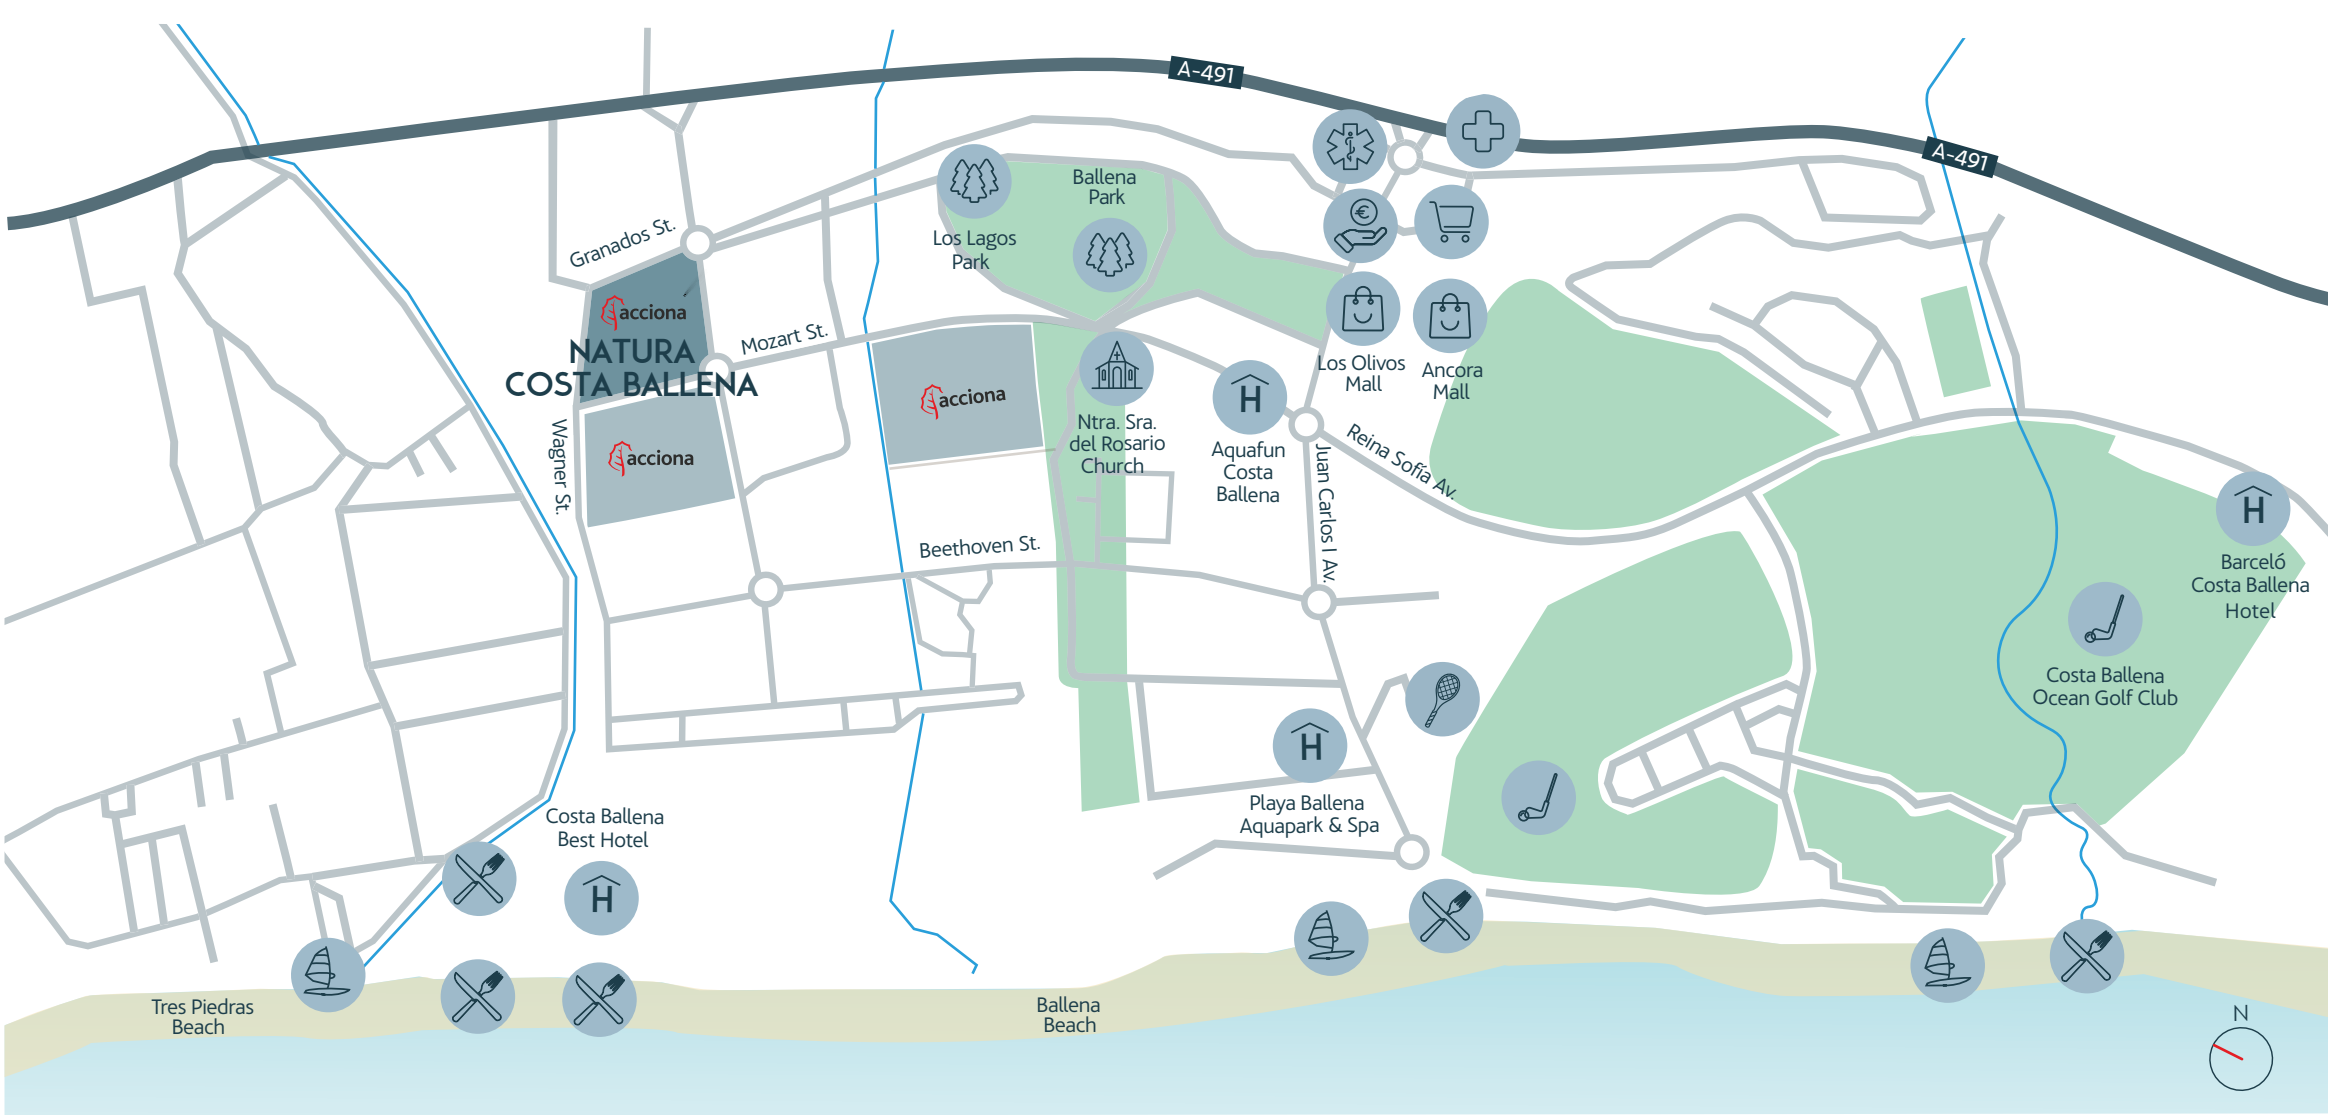 A-491
A-491
Ballena
Park
Los Lagos
Park
Granados St.
acciona
NATURA
COSTA BALLENA
Mozart St.
acciona
acciona
Wagner St.
€
Los Olivos
Mall
Ancora
Mall
Ntra. Sra.
del Rosario
Church
H
Aquafun
Costa
Ballena
Reina Sofía Av.
Juan Carlos I Av.
Beethoven St.
H
Barceló
Costa Ballena
Hotel
Costa Ballena
Ocean Golf Club
H
Playa Ballena
Aquapark & Spa
Costa Ballena
Best Hotel
H
Tres Piedras
Beach
Ballena
Beach
N